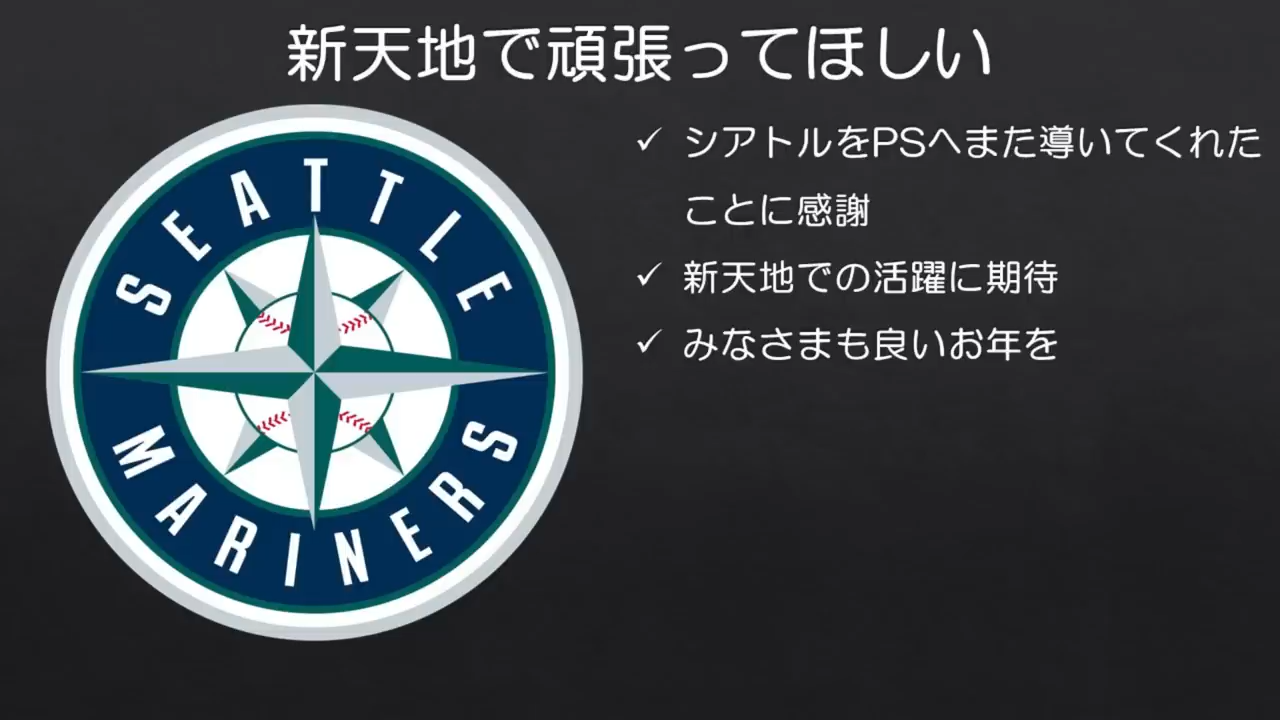 新天地で頑張ってほしい
SEATTLE
MARINERS
✓ シアトルをPSへまた導いてくれた
ことに感謝
✓ 新天地での活躍に期待
✓ みなさまも良いお年を